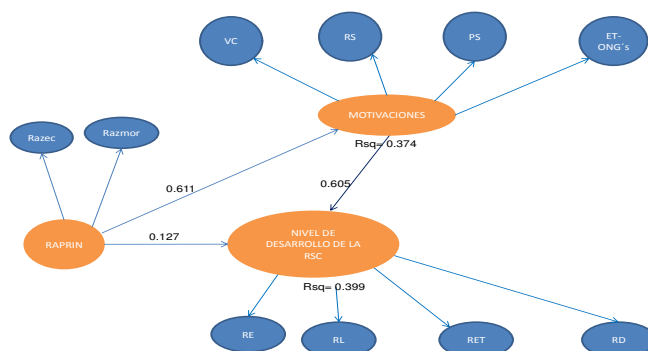 VC
RS
PS
ET-
ONG´s
MOTIVACIONES
Rsq= 0.374
Razec
Razmor
0.611
0.605
RAPRIN
0.127
NIVEL DE
DESARROLLO DE LA
RSC
Rsq= 0.399
RE
RL
RET
RD